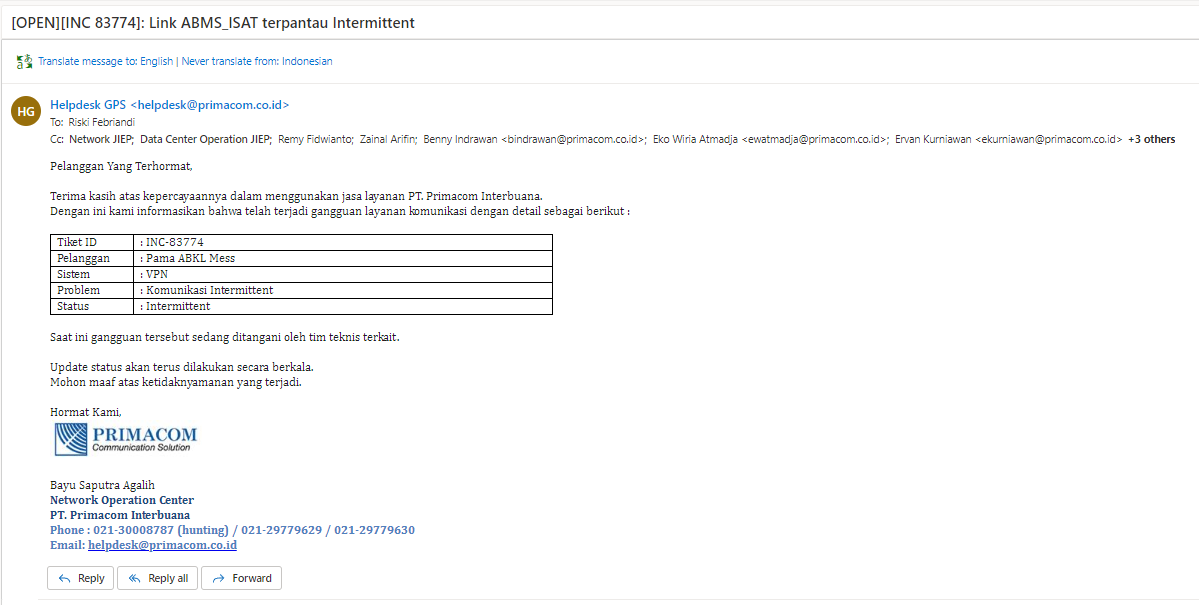 [OPEN][INC 83774]: Link ABMS_ISAT terpantau Intermittent
Translate message to: English | Never translate from: Indonesian
HG
Helpdesk GPS <helpdesk@primacom.co.id>
To: Riski Febriandi
Cc: Network JIEP; Data Center Operation JIEP; Remy Fidwianto; Zainal Arifin; Benny Indrawan <bindrawan@primacom.co.id>; Eko Wiria Atmadja <ewatmadja@primacom.co.id>; Ervan Kurniawan <ekurniawan@primacom.co.id> +3 others
Pelanggan Yang Terhormat,
Terima kasih atas kepercayaannya dalam menggunakan jasa layanan PT. Primacom Interbuana.
Dengan ini kami informasikan bahwa telah terjadi gangguan layanan komunikasi dengan detail sebagai berikut :
Tiket ID : INC-83774
Pelanggan : Pama ABKL Mess
Sistem : VPN
Problem : Komunikasi Intermittent
Status : Intermittent
Saat ini gangguan tersebut sedang ditangani oleh tim teknis terkait.
Update status akan terus dilakukan secara berkala.
Mohon maaf atas ketidaknyamanan yang terjadi.
Hormat Kami,
PRIMACOM
Communication Solution
Bayu Saputra Agalih
Network Operation Center
PT. Primacom Interbuana
Phone : 021-30008787 (hunting) / 021-29779629 / 021-29779630
Email: helpdesk@primacom.co.id
Reply Reply all Forward